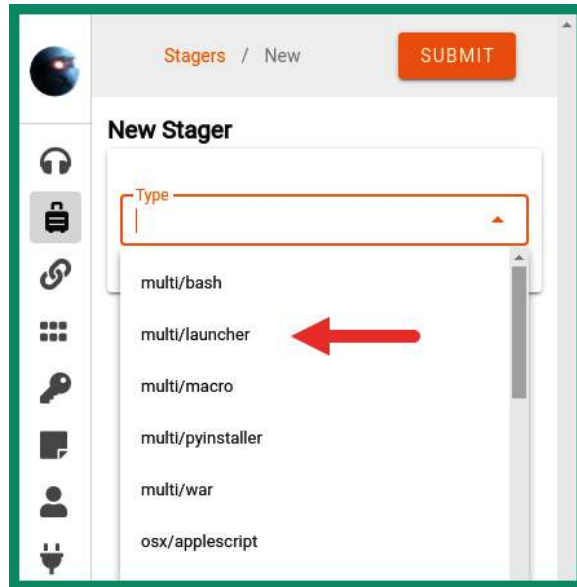 Stagers / New
SUBMIT
New Stager
Type
multi/bash
multi/launcher
multi/macro
multi/pyinstaller
multi/war
osx/applescript